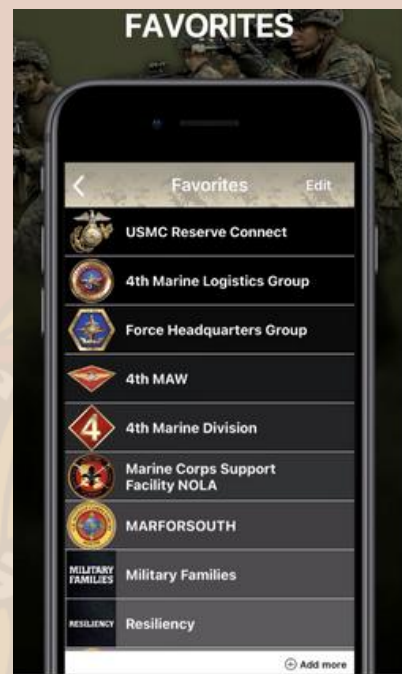 FAVORITES
Favorites
Edit
USMC Reserve Connect
4th Marine Logistics Group
Force Headquarters Group
4th MAW
4
4th Marine Division
Marine Corps Support
Facility NOLA
MARFORSOUTH
MILITARY
FAMILIES
Military Families
RESILIENCY
Resiliency
Add more